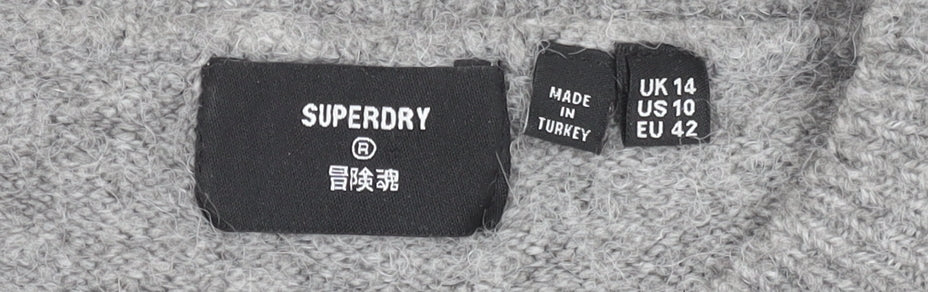 SUPERDRY
®
冒険魂
MADE
IN
TURKEY
UK 14
US 10
EU 42